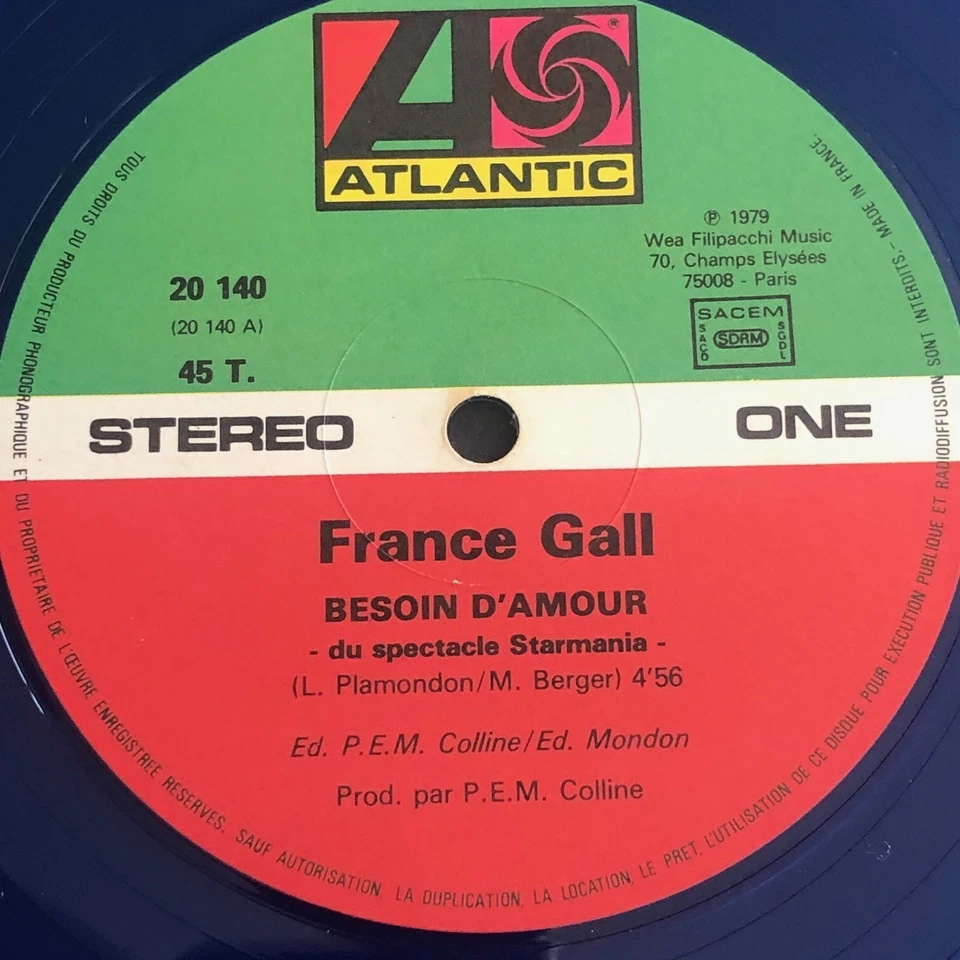 ATLANTIC
®
℗ 1979
Wea Filipacchi Music
70, Champs Elysées
75008 - Paris
20 140
(20 140 A)
45 T.
SACEM
SACD
SDRM
SGDL
STEREO
ONE
France Gall
BESOIN D'AMOUR
- du spectacle Starmania -
(L. Plamondon/M. Berger) 4'56
Ed. P.E.M. Colline/Ed. Mondon
Prod. par P.E.M. Colline
TOUS DROITS DU PRODUCTEUR PHONOGRAPHIQUE ET DU PROPRIETAIRE DE L'ŒUVRE ENREGISTREE RESERVES. SAUF AUTORISATION, LA DUPLICATION, LA LOCATION, LE PRET, L'UTILISATION DE CE DISQUE POUR EXECUTION PUBLIQUE ET RADIODIFFUSION SONT INTERDITS.- MADE IN FRANCE.